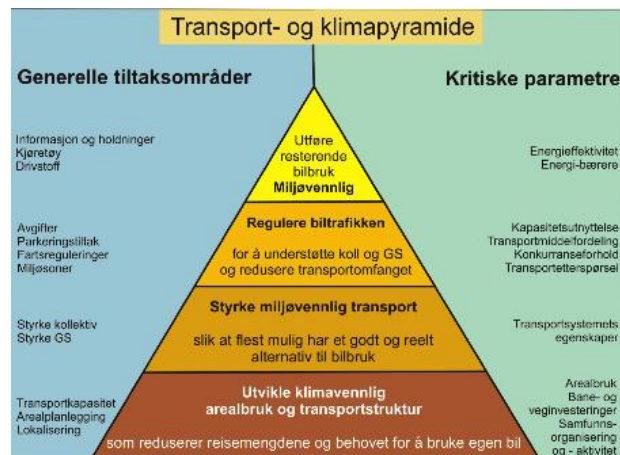 Transport- og klimapyramide
Generelle tiltaksområder
Kritiske parametre
Informasjon og holdninger
Kjøretøy
Drivstoff
Utføre
resterende
bilbruk
Miljøvennlig
Energieffektivitet
Energi-bærere
Avgifter
Parkeringstillak
Fartsreguleringer
Miljøsoner
Regulere biltrafikken
for å understøtte koll og GS
og redusere transportomfanget
Kapasitetsutnyttelse
Transportmiddelfordeling
Konkurranseforhold
Transportetterspørsel
Styrke kollektiv
Styrke GS
Styrke miljøvennlig transport
slik at flest mulig har et godt og reelt
alternativ til bilbruk
Transportsystemets
egenskaper
Transportkapasitet
Arealplanlegging
Lokalisering
Utvikle klimavennlig
arealbruk og transportstruktur
som reduserer reisemengdene og behovet for å bruke egen bil
Arealbruk
Bane- og
veginvesteringer
Samfunns-
organisering
og - aktivitet